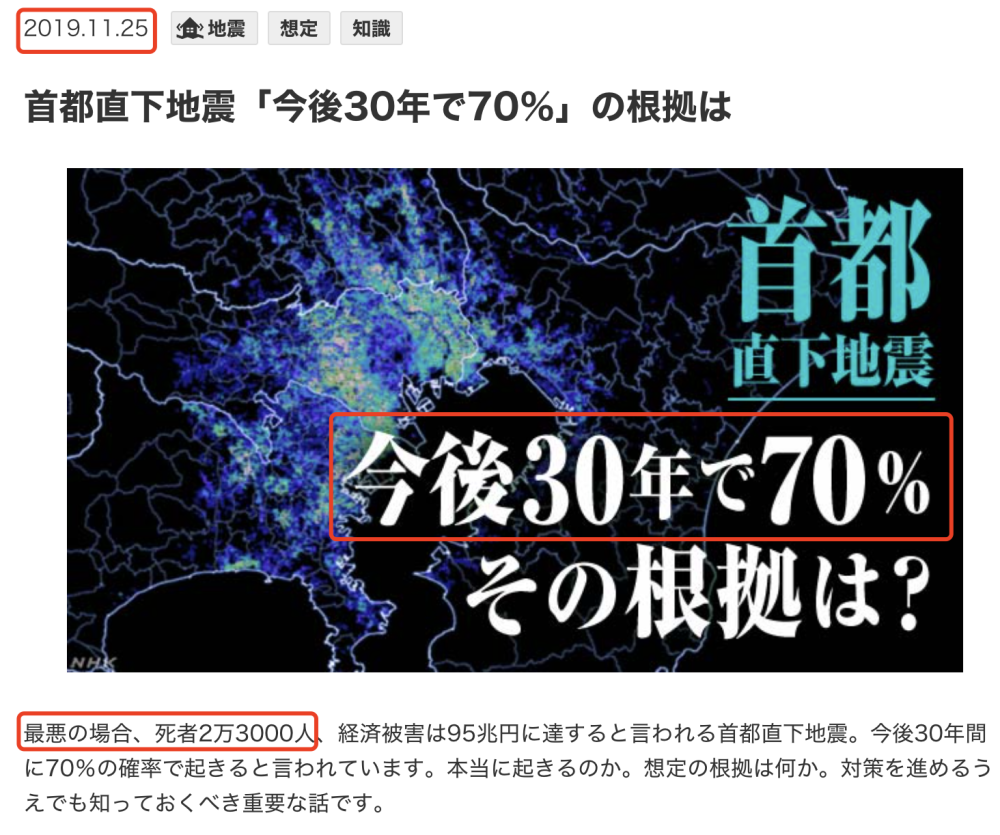 2019.11.25 地震 想定 知識
首都直下地震「今後30年で70%」の根拠は
首都
直下地震
今後30年で70%
その根拠は?
NHK
最悪の場合、死者2万3000人、経済被害は95兆円に達すると言われる首都直下地震。今後30年間
に70%の確率で起きると言われています。本当に起きるのか。想定の根拠は何か。対策を進めるう
えでも知っておくべき重要な話です。